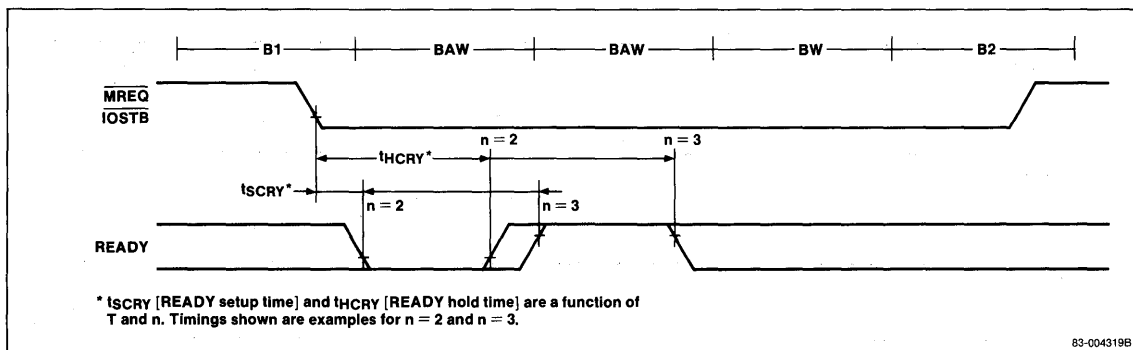 B1 BAW BAW BW B2
MREQ
IOSTB
n = 2 n = 3
tHCRY*
tSCRY*
n = 2 n = 3
READY
* tSCRY [READY setup time] and tHCRY [READY hold time] are a function of
T and n. Timings shown are examples for n = 2 and n = 3.
83-004319B